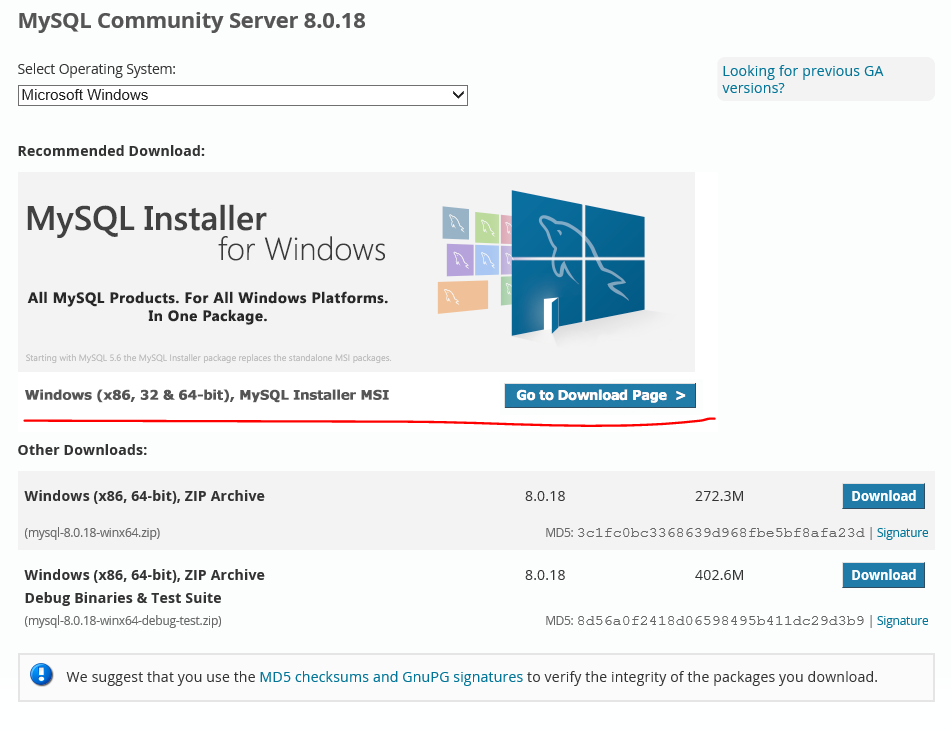 MySQL Community Server 8.0.18
Select Operating System:
Microsoft Windows
Looking for previous GA
versions?
Recommended Download:
MySQL Installer
for Windows
All MySQL Products. For All Windows Platforms.
In One Package.
Starting with MySQL 5.6 the MySQL Installer package replaces the standalone MSI packages.
Windows (x86, 32 & 64-bit), MySQL Installer MSI
Go to Download Page >
Other Downloads:
Windows (x86, 64-bit), ZIP Archive 8.0.18 272.3M Download
(mysql-8.0.18-winx64.zip) MD5: 3c1fc0bc3368639d968fbe5bf8afa23d | Signature
Windows (x86, 64-bit), ZIP Archive 8.0.18 402.6M Download
Debug Binaries & Test Suite
(mysql-8.0.18-winx64-debug-test.zip) MD5: 8d56a0f2418d06598495b411dc29d3b9 | Signature
We suggest that you use the MD5 checksums and GnuPG signatures to verify the integrity of the packages you download.